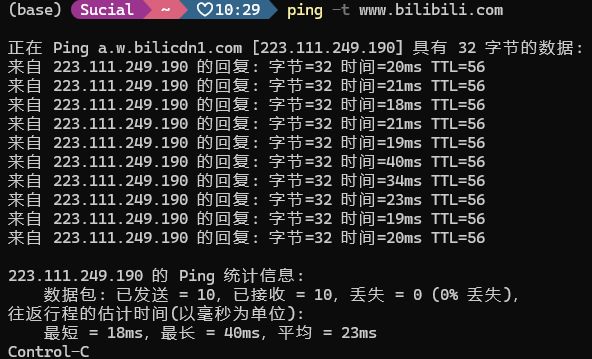 (base) Sucial ~ ♡10:29 ping -t www.bilibili.com
正在 Ping a.w.bilicdn1.com [223.111.249.190] 具有 32 字节的数据:
来自 223.111.249.190 的回复: 字节=32 时间=20ms TTL=56
来自 223.111.249.190 的回复: 字节=32 时间=21ms TTL=56
来自 223.111.249.190 的回复: 字节=32 时间=18ms TTL=56
来自 223.111.249.190 的回复: 字节=32 时间=21ms TTL=56
来自 223.111.249.190 的回复: 字节=32 时间=19ms TTL=56
来自 223.111.249.190 的回复: 字节=32 时间=40ms TTL=56
来自 223.111.249.190 的回复: 字节=32 时间=34ms TTL=56
来自 223.111.249.190 的回复: 字节=32 时间=23ms TTL=56
来自 223.111.249.190 的回复: 字节=32 时间=19ms TTL=56
来自 223.111.249.190 的回复: 字节=32 时间=20ms TTL=56
223.111.249.190 的 Ping 统计信息:
数据包: 已发送 = 10，已接收 = 10，丢失 = 0 (0% 丢失)，
往返行程的估计时间(以毫秒为单位):
最短 = 18ms，最长 = 40ms，平均 = 23ms
Control-C